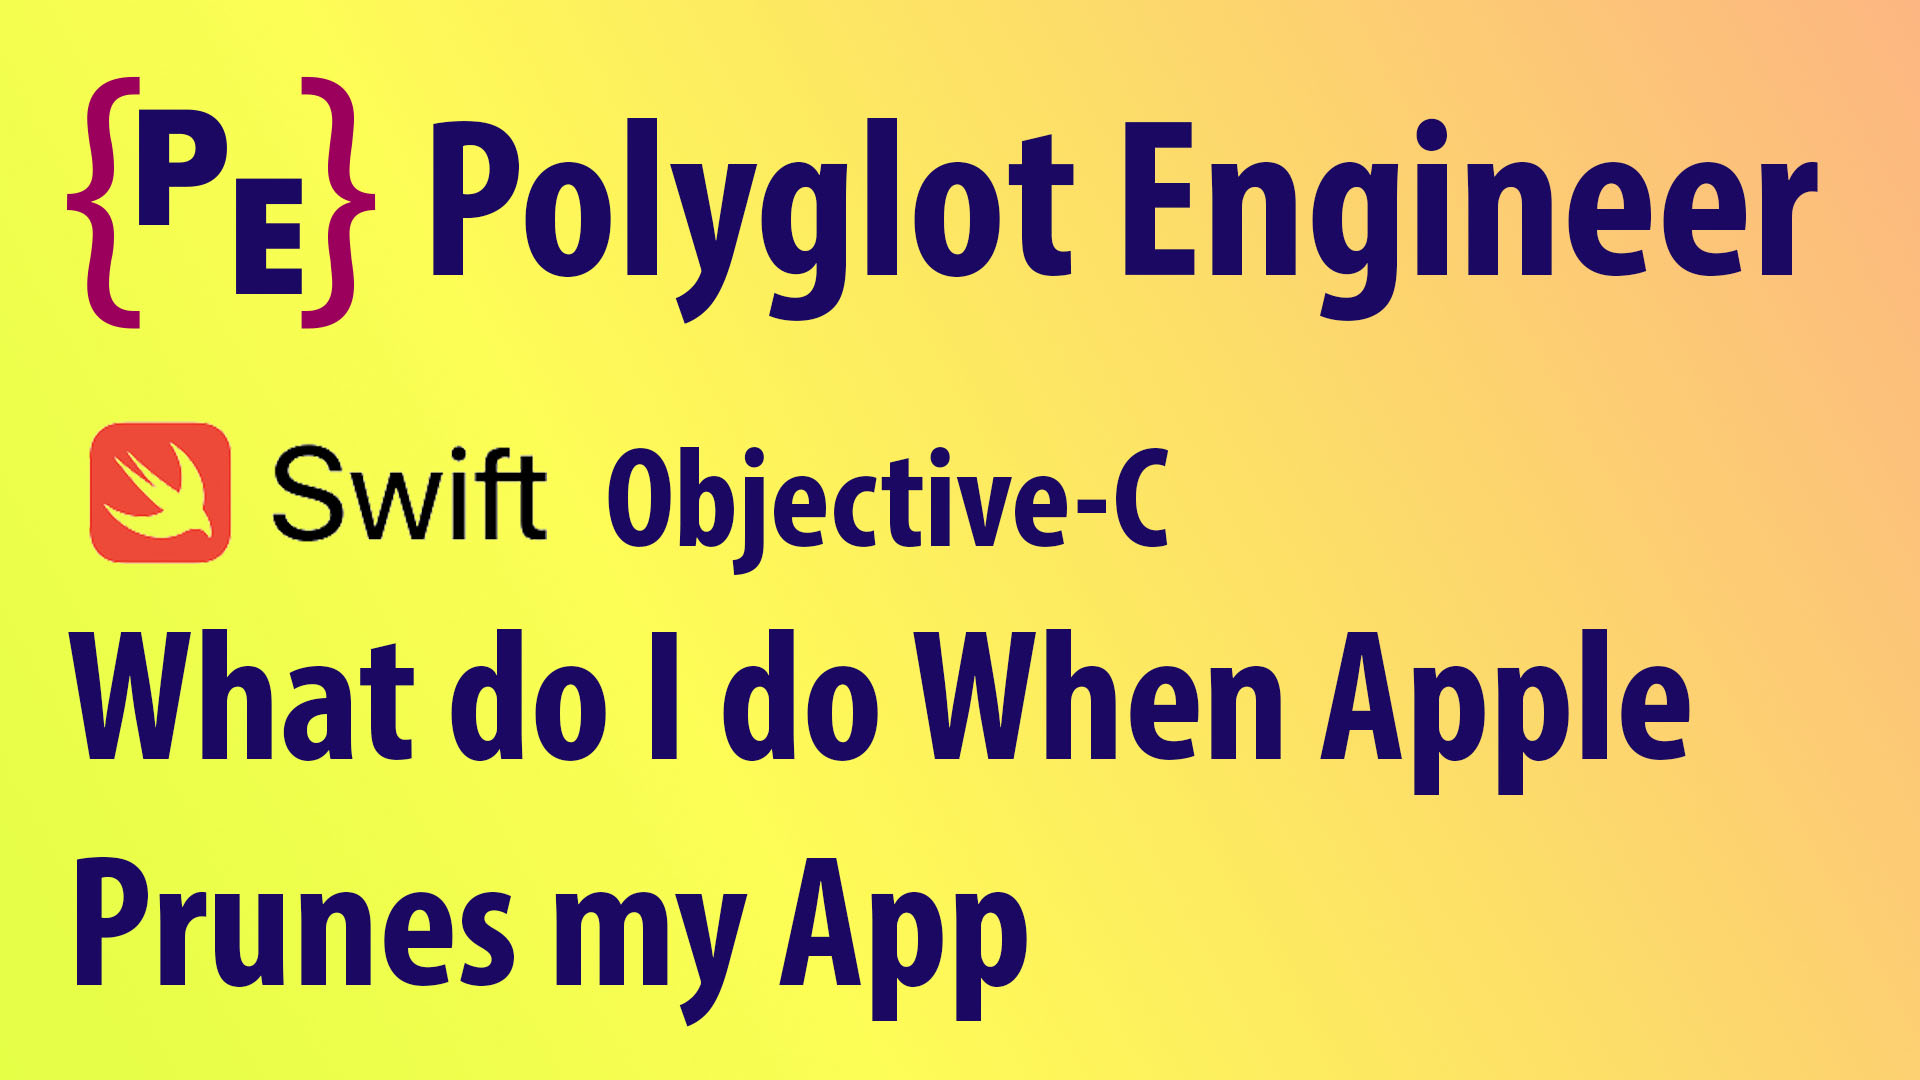 {PE} Polyglot Engineer
Swift Objective-C
What do I do When Apple
Prunes my App